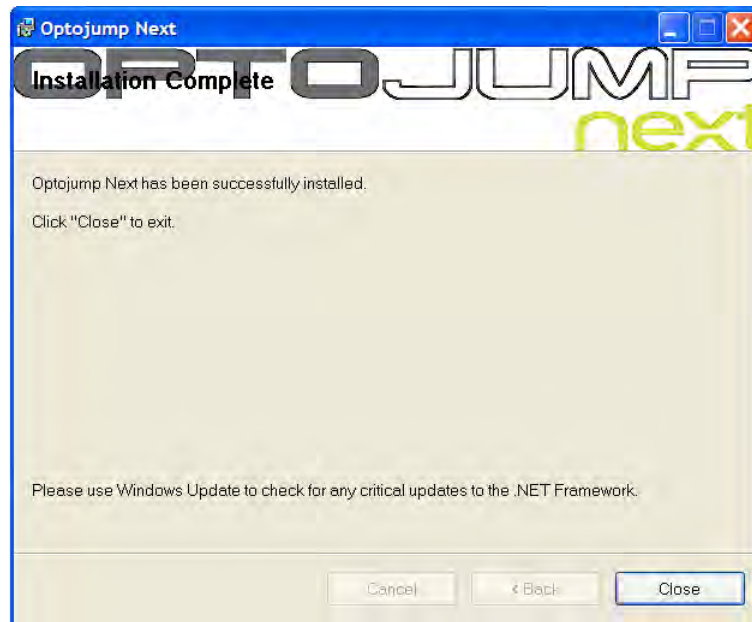 Optojump Next
OPTOJUMP
Installation Complete
next
Optojump Next has been successfully installed.
Click "Close" to exit.
Please use Windows Update to check for any critical updates to the .NET Framework.
Cancel
< Back
Close